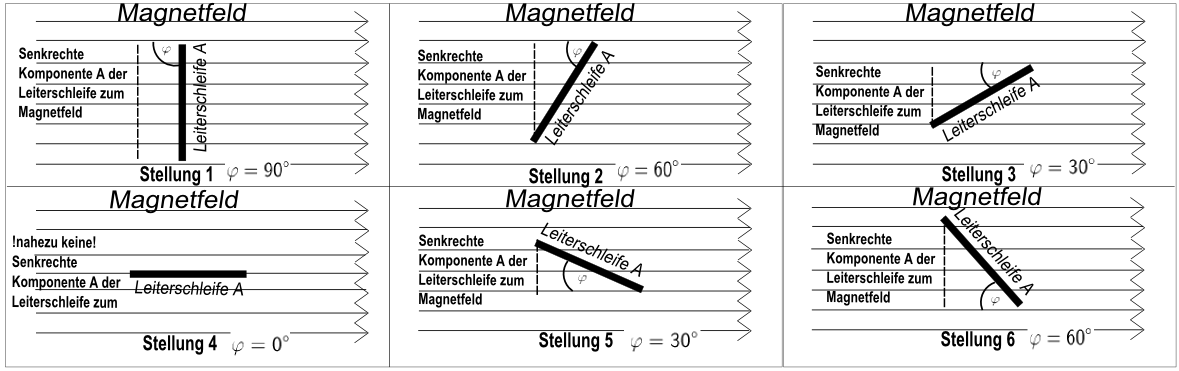 Magnetfeld
Senkrechte
Komponente A der
Leiterschleife zum
Magnetfeld
φ
Leiterschleife A
Stellung 1 φ = 90°
Magnetfeld
Senkrechte
Komponente A der
Leiterschleife zum
Magnetfeld
φ
Leiterschleife A
Stellung 2 φ = 60°
Magnetfeld
Senkrechte
Komponente A der
Leiterschleife zum
Magnetfeld
φ
Leiterschleife A
Stellung 3 φ = 30°
Magnetfeld
!nahezu keine!
Senkrechte
Komponente A der
Leiterschleife zum
Leiterschleife A
Stellung 4 φ = 0°
Magnetfeld
Senkrechte
Komponente A der
Leiterschleife zum
Magnetfeld
Leiterschleife A
φ
Stellung 5 φ = 30°
Magnetfeld
Senkrechte
Komponente A der
Leiterschleife zum
Magnetfeld
Leiterschleife A
φ
Stellung 6 φ = 60°